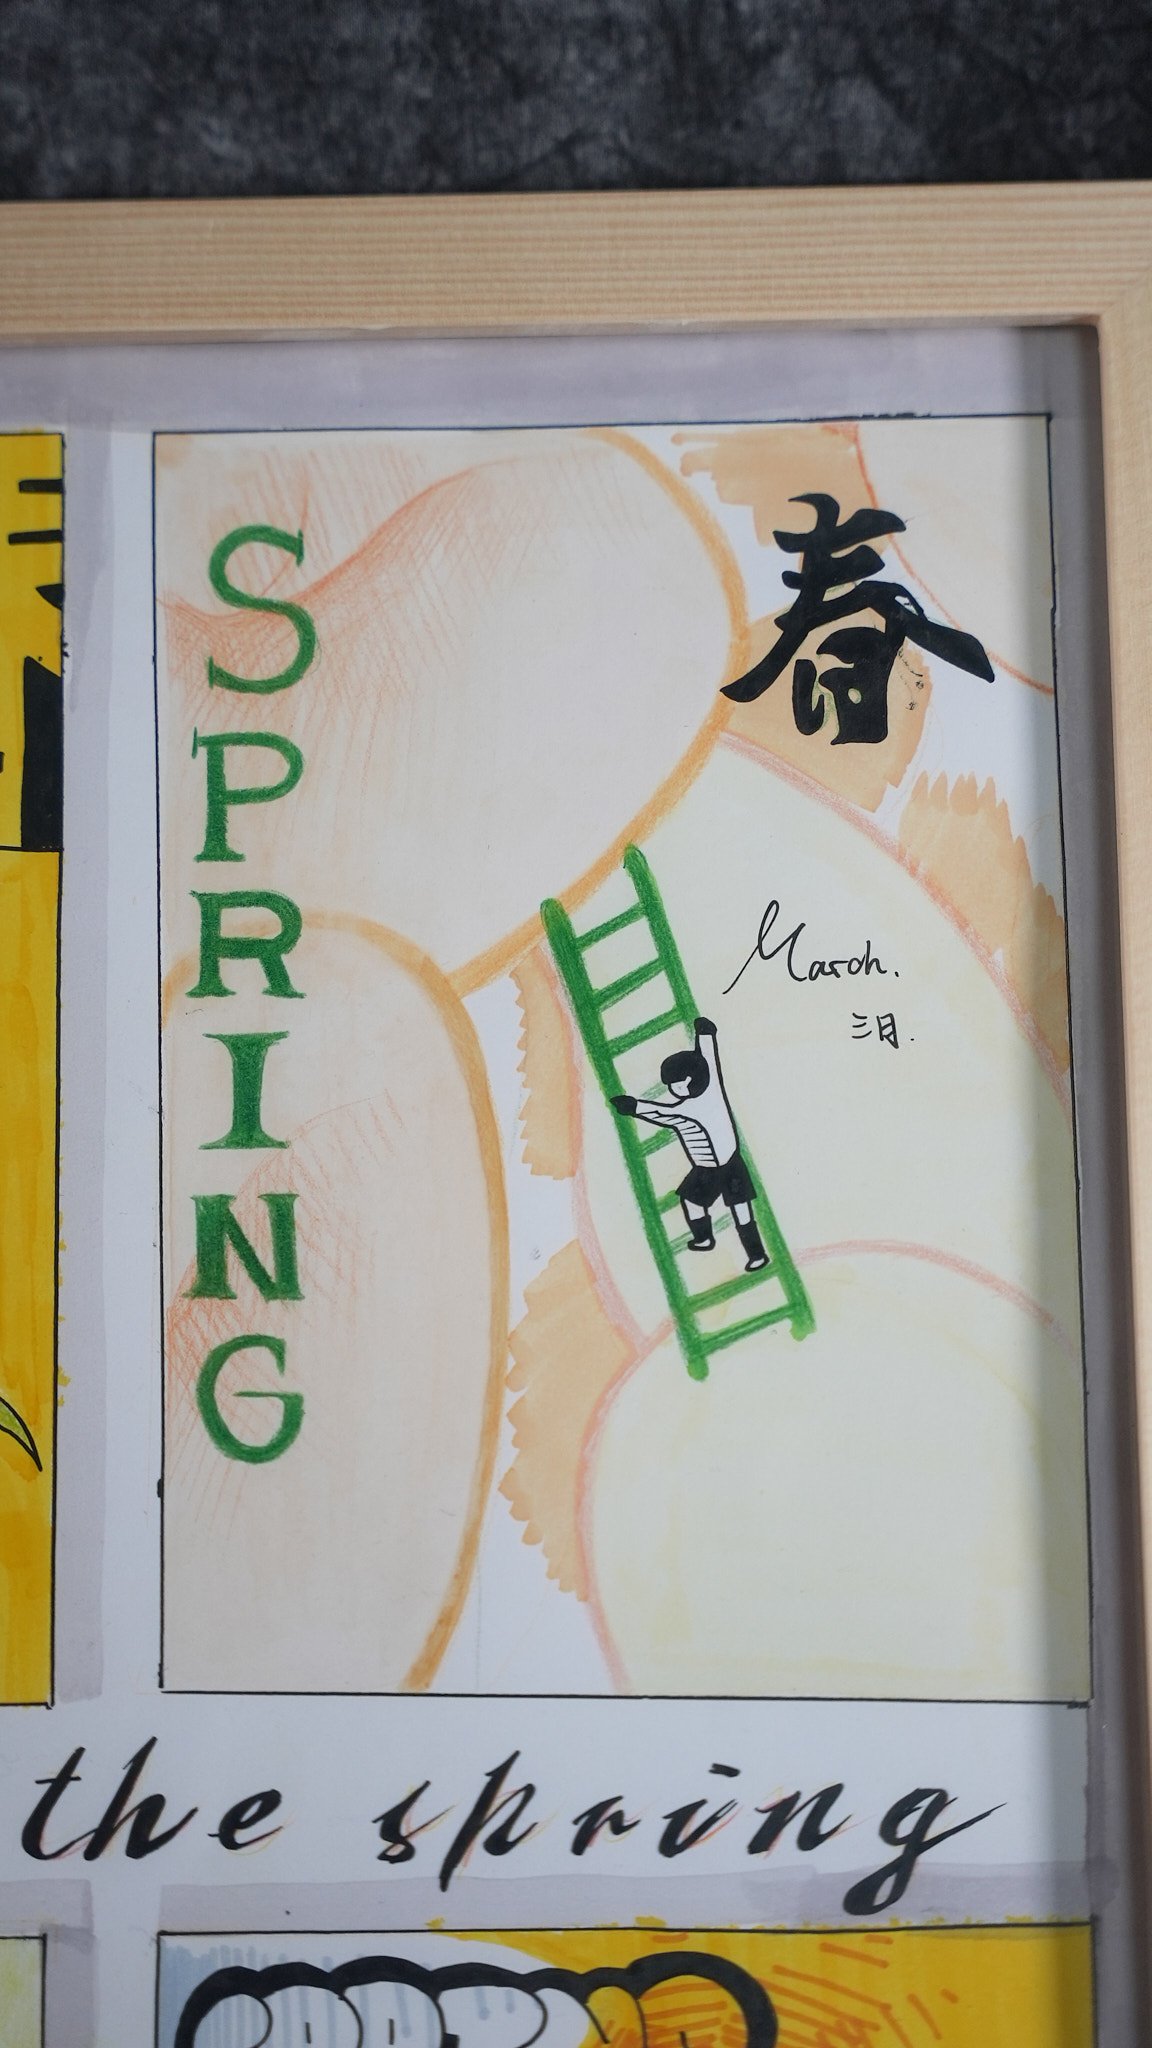 SPRING
春
March.
三月.
the spring